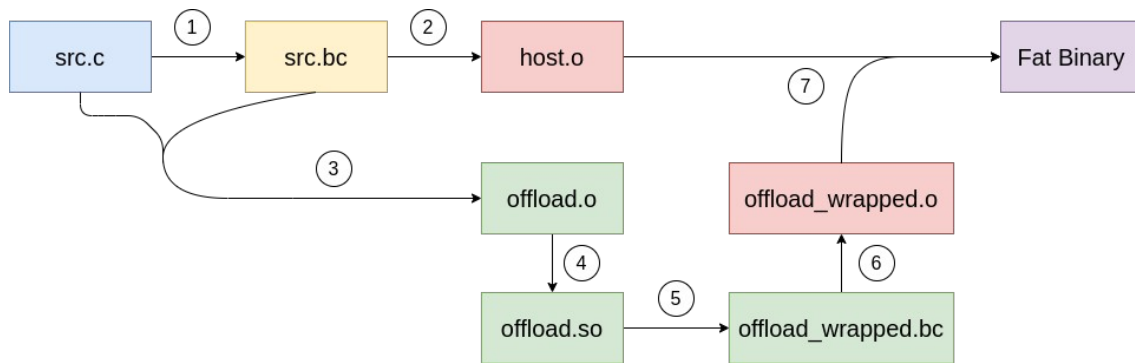 1
2
src.c
src.bc
host.o
7
Fat Binary
3
offload.o
offload_wrapped.o
4
6
5
offload.so
offload_wrapped.bc